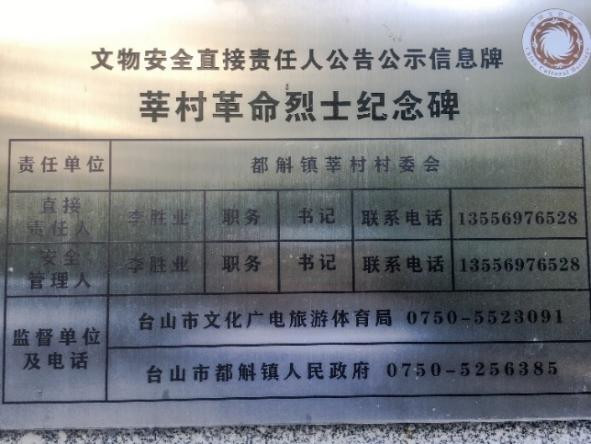 文物安全直接责任人公告公示信息牌
莘村革命烈士纪念碑
责任单位 都斛镇莘村村委会
直接责任人 李胜业 职务 书记 联系电话 13556976528
安全管理人 李胜业 职务 书记 联系电话 13556976528
监督单位及电话 台山市文化广电旅游体育局 0750-5523091
台山市都斛镇人民政府 0750-5256385